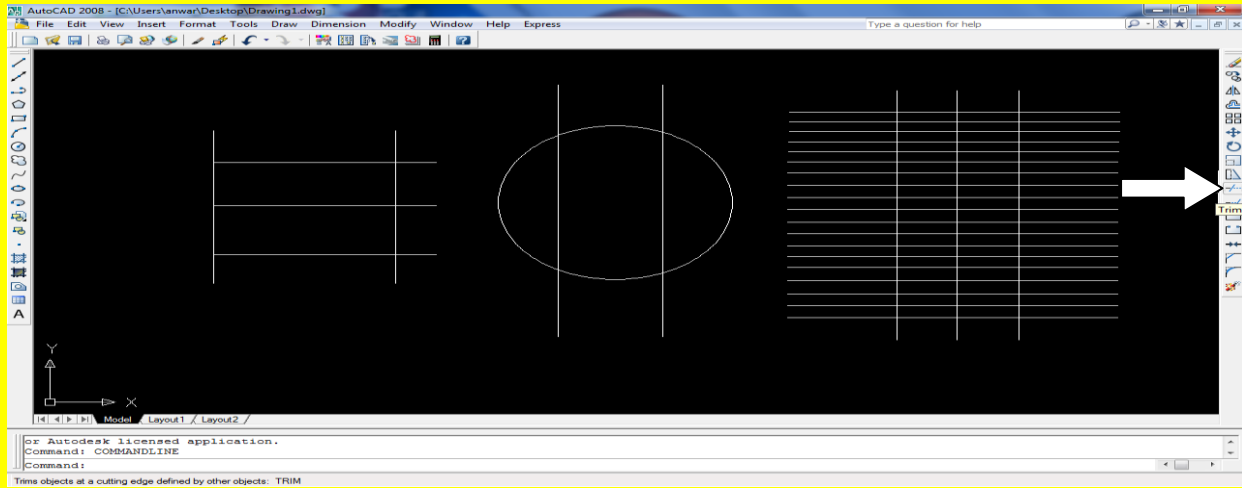 AutoCAD 2008 - [C:\Users\anwar\Desktop\Drawing1.dwg]
File Edit View Insert Format Tools Draw Dimension Modify Window Help Express Type a question for help
A
Trim
Y
X
Model Layout1 Layout2
or Autodesk licensed application.
Command: COMMANDLINE
Command:
Trims objects at a cutting edge defined by other objects: TRIM